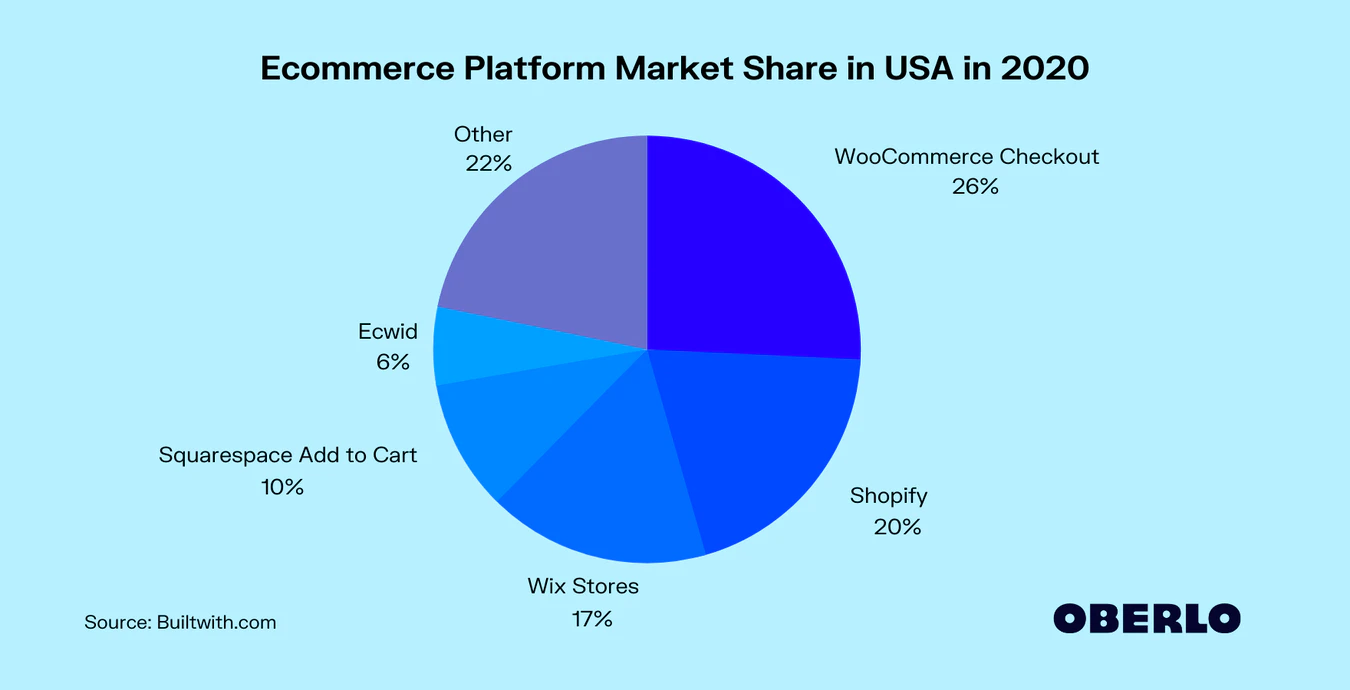 Ecommerce Platform Market Share in USA in 2020
Other
22%
WooCommerce Checkout
26%
Ecwid
6%
Squarespace Add to Cart
10%
Shopify
20%
Wix Stores
17%
Source: Builtwith.com
OBERLO